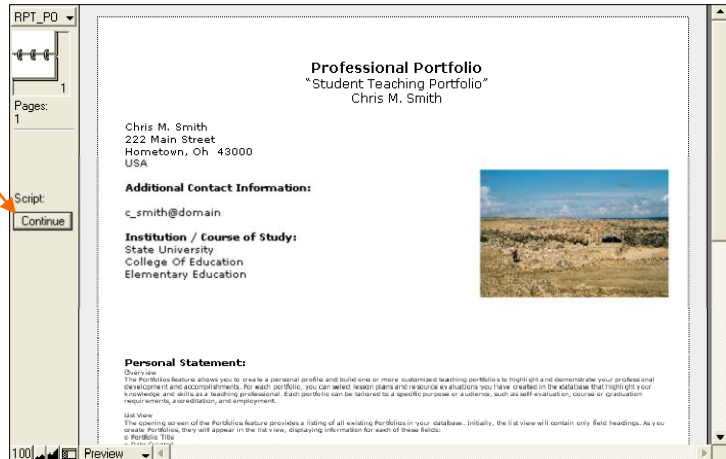 RPT_PO
1
Pages:
1
Script:
Continue
Professional Portfolio
"Student Teaching Portfolio"
Chris M. Smith
Chris M. Smith
222 Main Street
Hometown, Oh 43000
USA
Additional Contact Information:
c_smith@domain
Institution / Course of Study:
State University
College Of Education
Elementary Education
Personal Statement:
Overview
The Portfolios feature allows you to create a personal profile and build one or more customized teaching portfolios to highlight and demonstrate your professional
development and accomplishments. For each portfolio, you can select lesson plans and resource evaluations you have created in the database that highlight your
knowledge and skills as a teaching professional. Each portfolio can be tailored to a specific purpose or audience, such as self-evaluation, course or graduation
requirements, accreditation, and employment.
List View
The opening screen of the Portfolios feature provides a listing of all existing Portfolios in your database. Initially, the list view will contain only field headings. As you
create Portfolios, they will appear in the list view, displaying information for each of these fields:
o Portfolio Title
o Date Created
100
Preview